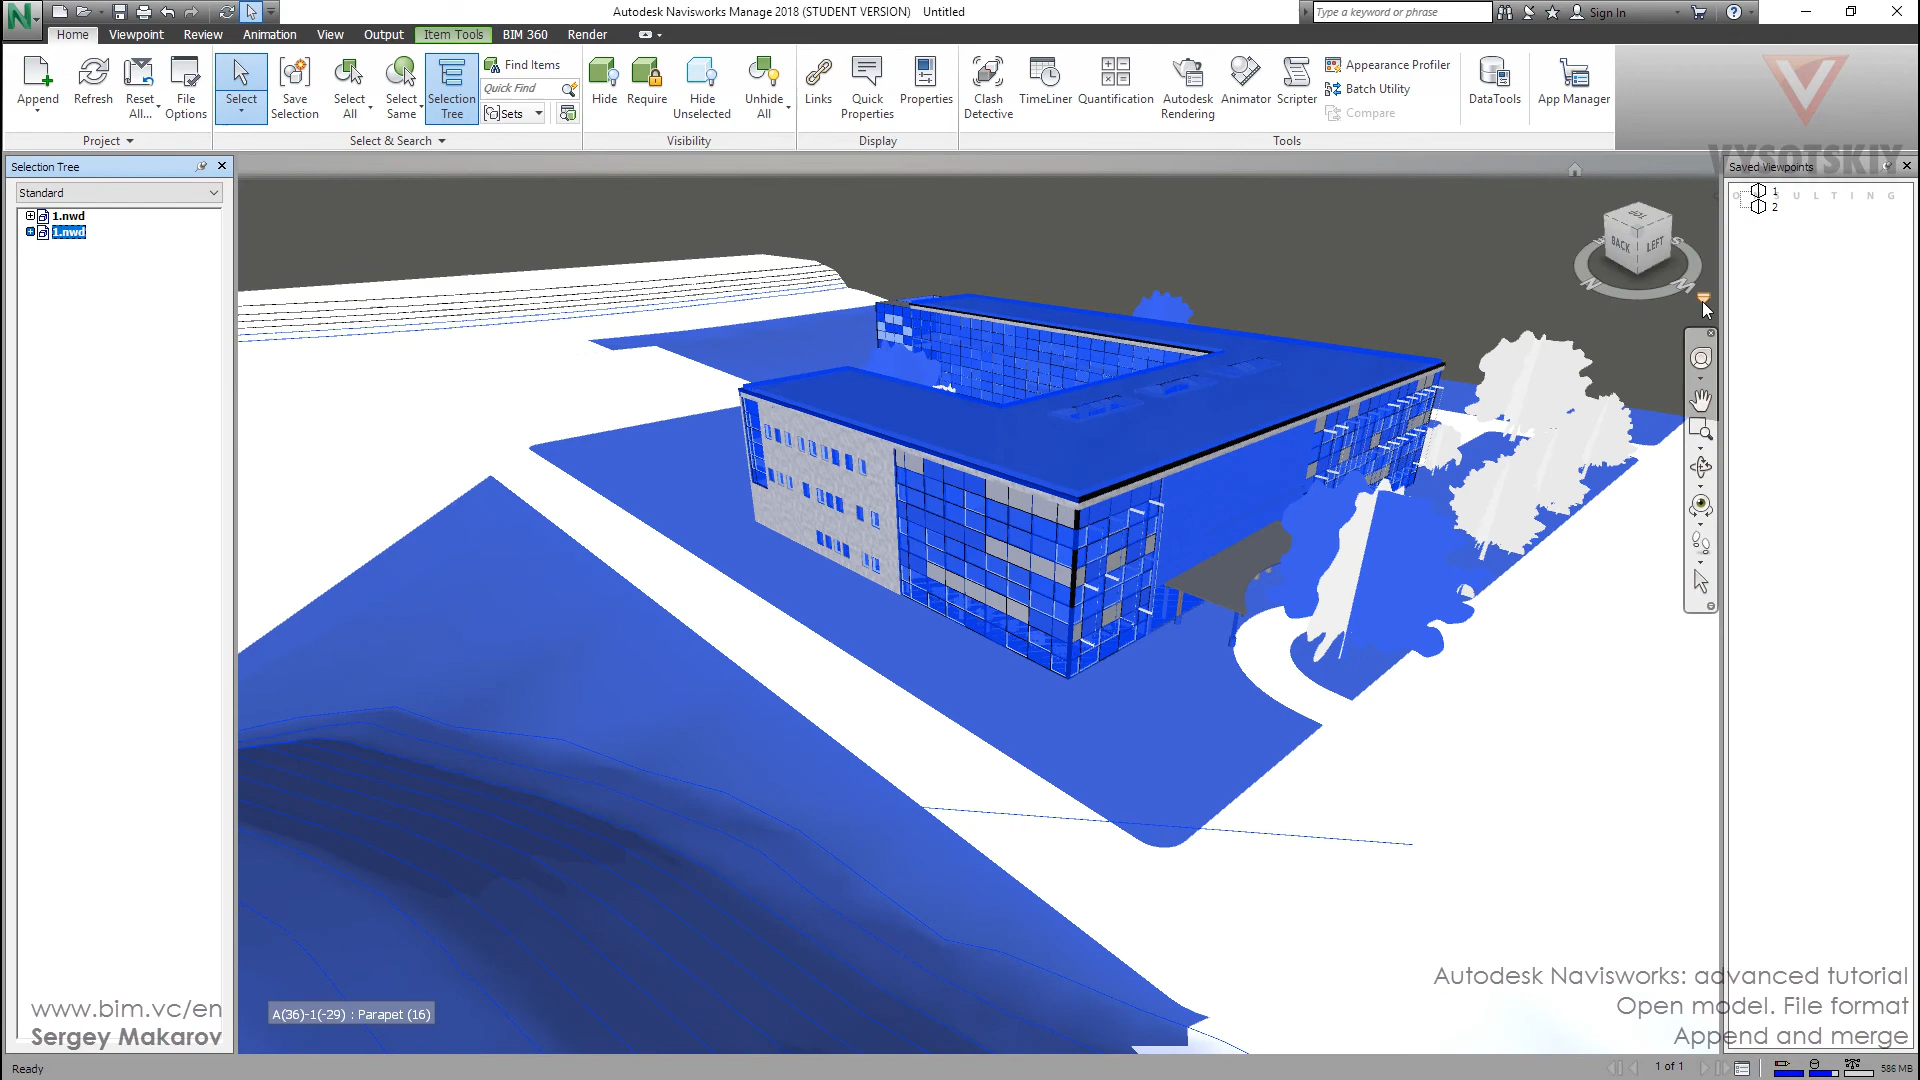 Autodesk Navisworks Manage 2018 (STUDENT VERSION) Untitled
Type a keyword or phrase
Sign In
Home Viewpoint Review Animation View Output Item Tools BIM 360 Render
Append
Refresh
Reset All...
File Options
Select
Save Selection
Select All
Select Same
Selection Tree
Find Items
Quick Find
Sets
Hide
Require
Hide Unselected
Unhide All
Links
Quick Properties
Properties
Clash Detective
TimeLiner
Quantification
Autodesk Rendering
Animator
Scripter
Appearance Profiler
Batch Utility
Compare
DataTools
App Manager
Project
Select & Search
Visibility
Display
Tools
VYSOTSKIY
Selection Tree
Saved Viewpoints
Standard
1.nwd
1.nwd
1
2
SULTING
TOP
BACK
LEFT
N
A(36)-1(-29) : Parapet (16)
www.bim.vc/en
Sergey Makarov
Autodesk Navisworks: advanced tutorial
Open model. File format
Append and merge
Ready
1 of 1
586 MB